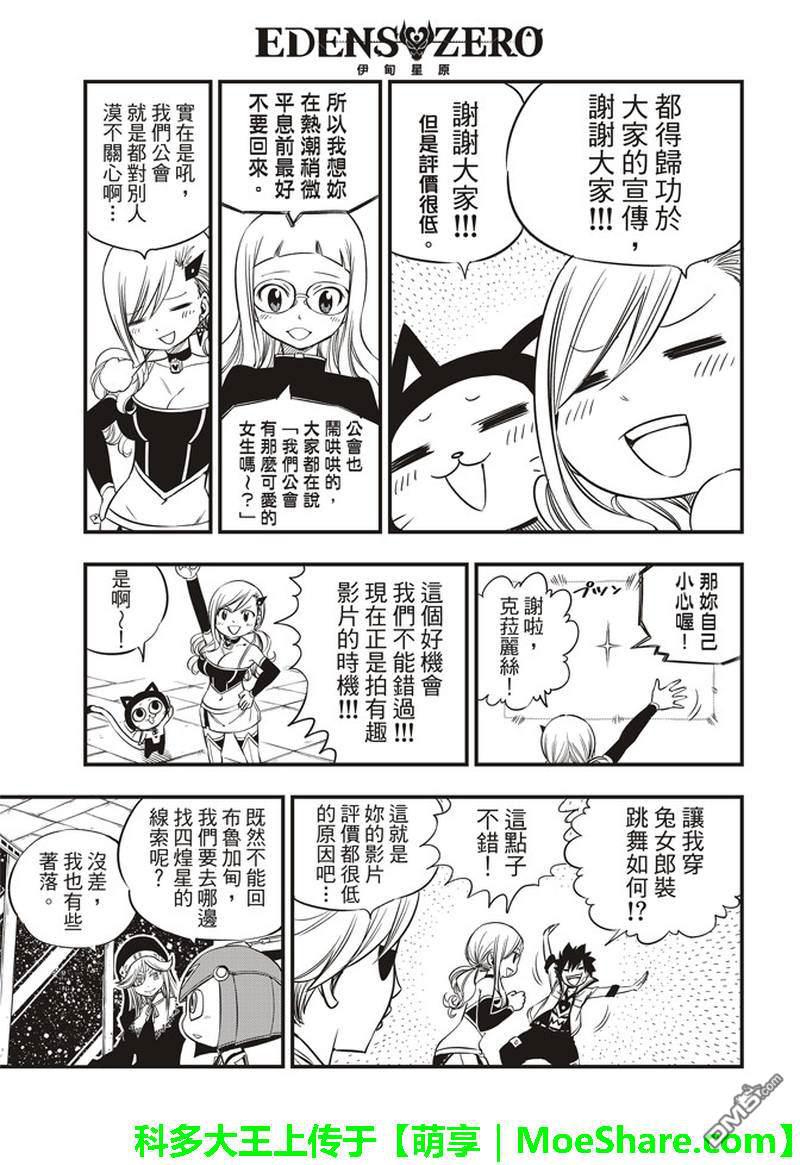 EDENS ZERO
伊甸星原
都得歸功於
大家的宣傳，
謝謝大家!!!
謝謝大家!!!
但是評價很低。
所以我想妳
在熱潮稍微
平息前最好
不要回來。
公會也
鬧哄哄的，
大家都在說
「我們公會
有那麼可愛的
女生嗎～？」
實在是吼，
我們公會
就是都對別人
漠不關心啊…
那妳自己
小心喔！
プツン
謝啦，
克菈麗絲！
這個好機會
我們不能錯過!!!
現在正是拍有趣
影片的時機!!!
是啊～！
讓我穿
兔女郎裝
跳舞如何!?
這點子
不錯！
這就是
妳的影片
評價都很低
的原因吧…
既然不能回
布魯加甸，
我們要去哪邊
找四煌星的
線索呢？
沒差，
我也有些
著落。
DM5.com
科多大王上传于【萌享 | MoeShare.com】